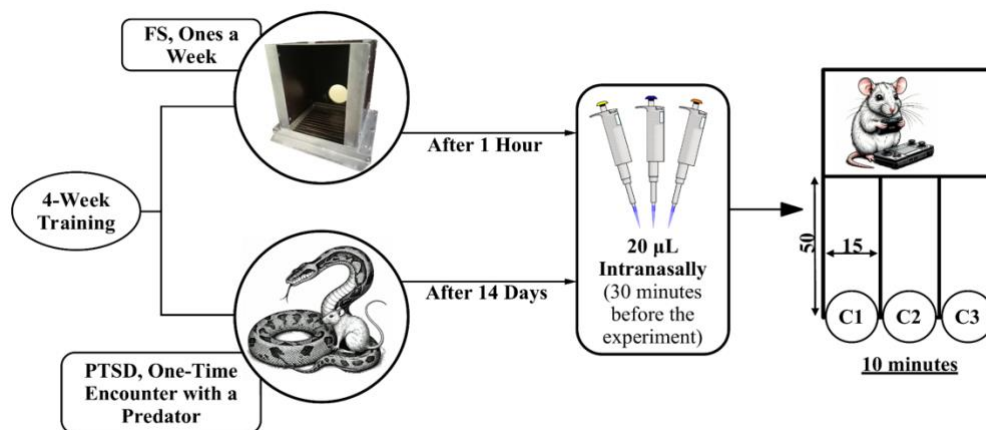 FS, Ones a
Week
4-Week
Training
PTSD, One-Time
Encounter with a
Predator
After 1 Hour
After 14 Days
20 µL
Intranasally
(30 minutes
before the
experiment)
50
15
C1
C2
C3
10 minutes